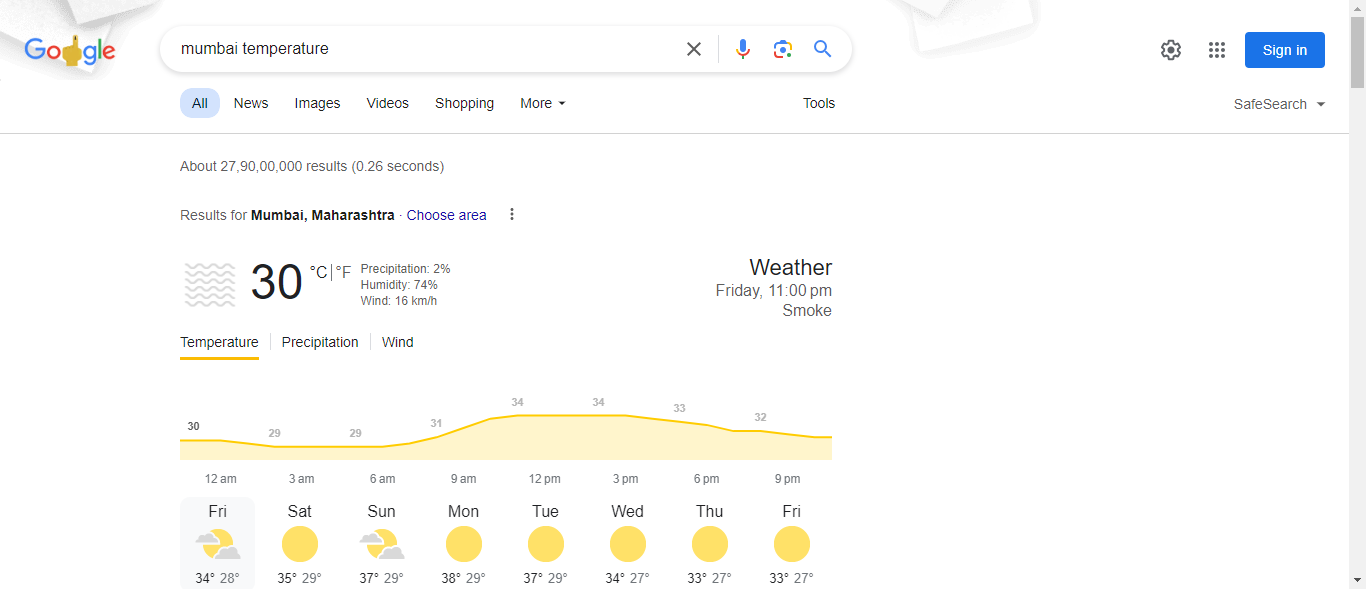 Google
mumbai temperature
Sign in
All News Images Videos Shopping More Tools
SafeSearch
About 27,90,00,000 results (0.26 seconds)
Results for Mumbai, Maharashtra · Choose area
30 °C | °F
Precipitation: 2%
Humidity: 74%
Wind: 16 km/h
Weather
Friday, 11:00 pm
Smoke
Temperature Precipitation Wind
30 29 29 31 34 34 33 32
12 am 3 am 6 am 9 am 12 pm 3 pm 6 pm 9 pm
Fri Sat Sun Mon Tue Wed Thu Fri
34° 28° 35° 29° 37° 29° 38° 29° 37° 29° 34° 27° 33° 27° 33° 27°